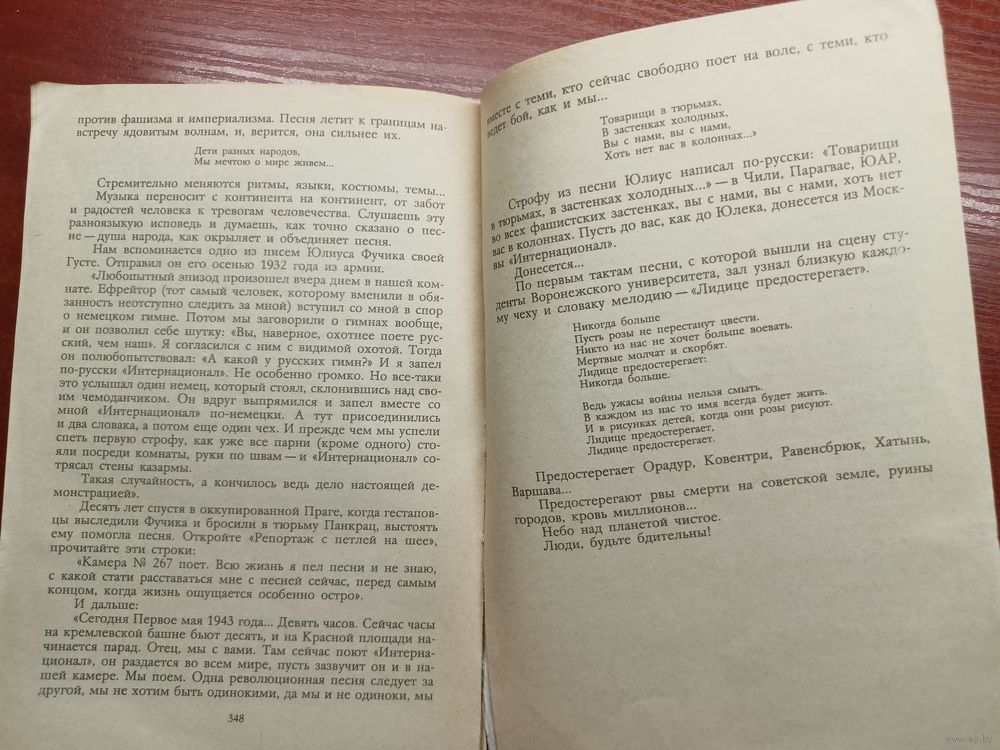 против фашизма и империализма. Песня летит к границам на-
встречу ядовитым волнам, и, верится, она сильнее их.
Дети разных народов,
Мы мечтою о мире живем...
Стремительно меняются ритмы, языки, костюмы, темы...
Музыка переносит с континента на континент, от забот
и радостей человека к тревогам человечества. Слушаешь эту
разноязыкую исповедь и думаешь, как точно сказано о пес-
не — душа народа, как окрыляет и объединяет песня.
Нам вспоминается одно из писем Юлиуса Фучика своей
Густе. Отправил он его осенью 1932 года из армии.
«Любопытный эпизод произошел вчера днем в нашей ком-
нате. Ефрейтор (тот самый человек, которому вменили в обя-
занность неотступно следить за мной) вступил со мной в спор
о немецком гимне. Потом мы заговорили о гимнах вообще,
и он позволил себе шутку: «Вы, наверное, охотнее поете рус-
ский, чем наш». Я согласился с ним с видимой охотой. Тогда
он полюбопытствовал: «А какой у русских гимн?» И я запел
по-русски «Интернационал». Не особенно громко. Но все-таки
это услышал один немец, который стоял, склонившись над сво-
им чемоданчиком. Он вдруг выпрямился и запел вместе со
мной «Интернационал» по-немецки. А тут присоединились
и два словака, а потом еще один чех. И прежде чем мы успели
спеть первую строфу, как уже все парни (кроме одного) сто-
яли посреди комнаты, руки по швам — и «Интернационал» со-
трясал стены казармы.
Такая случайность, а кончилось ведь дело настоящей де-
монстрацией».
Десять лет спустя в оккупированной Праге, когда гестапов-
цы выследили Фучика и бросили в тюрьму Панкрац, выстоять
ему помогла песня. Откройте «Репортаж с петлей на шее»,
прочитайте эти строки:
«Камера № 267 поет. Всю жизнь я пел песни и не знаю,
с какой стати расставаться мне с песней сейчас, перед самым
концом, когда жизнь ощущается особенно остро».
И дальше:
«Сегодня Первое мая 1943 года... Девять часов. Сейчас часы
на кремлевской башне бьют десять, и на Красной площади на-
чинается парад. Отец, мы с вами. Там сейчас поют «Интерна-
ционал», он раздается во всем мире, пусть зазвучит он и в на-
шей камере. Мы поем. Одна революционная песня следует за
другой, мы не хотим быть одинокими, да мы и не одиноки, мы
348
вместе с теми, кто сейчас свободно поет на воле, с теми, кто
ведет бой, как и мы...
Товарищи в тюрьмах,
В застенках холодных,
Вы с нами, вы с нами,
Хоть нет вас в колоннах...»
Строфу из песни Юлиус написал по-русски: «Товарищи
в тюрьмах, в застенках холодных...» — в Чили, Парагвае, ЮАР,
во всех фашистских застенках, вы с нами, вы с нами, хоть нет
вас в колоннах. Пусть до вас, как до Юлека, донесется из Моск-
вы «Интернационал».
Донесется...
По первым тактам песни, с которой вышли на сцену сту-
денты Воронежского университета, зал узнал близкую каждо-
му чеху и словаку мелодию — «Лидице предостерегает».
Никогда больше
Пусть розы не перестанут цвести.
Никто из нас не хочет больше воевать.
Мертвые молчат и скорбят.
Лидице предостерегает:
Никогда больше.
Ведь ужасы войны нельзя смыть.
В каждом из нас то имя всегда будет жить.
И в рисунках детей, когда они розы рисуют.
Лидице предостерегает,
Лидице предостерегает.
Предостерегает Орадур, Ковентри, Равенсбрюк, Хатынь,
Варшава...
Предостерегают рвы смерти на советской земле, руины
городов, кровь миллионов...
Небо над планетой чистое.
Люди, будьте бдительны!
www.ay.by